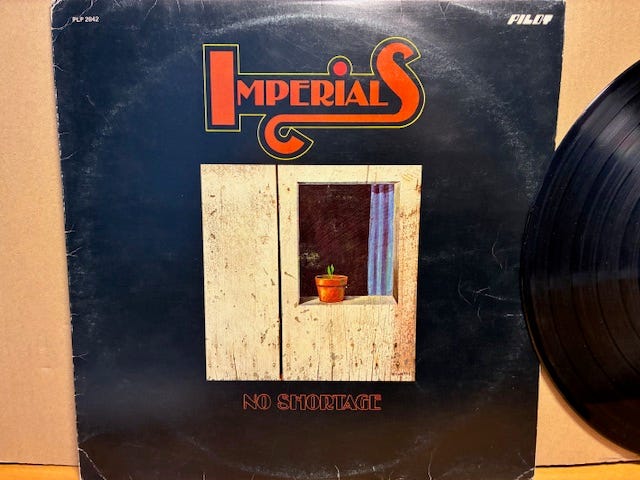 PLP 2042
PILOT
IMPERIALS
NO SHORTAGE